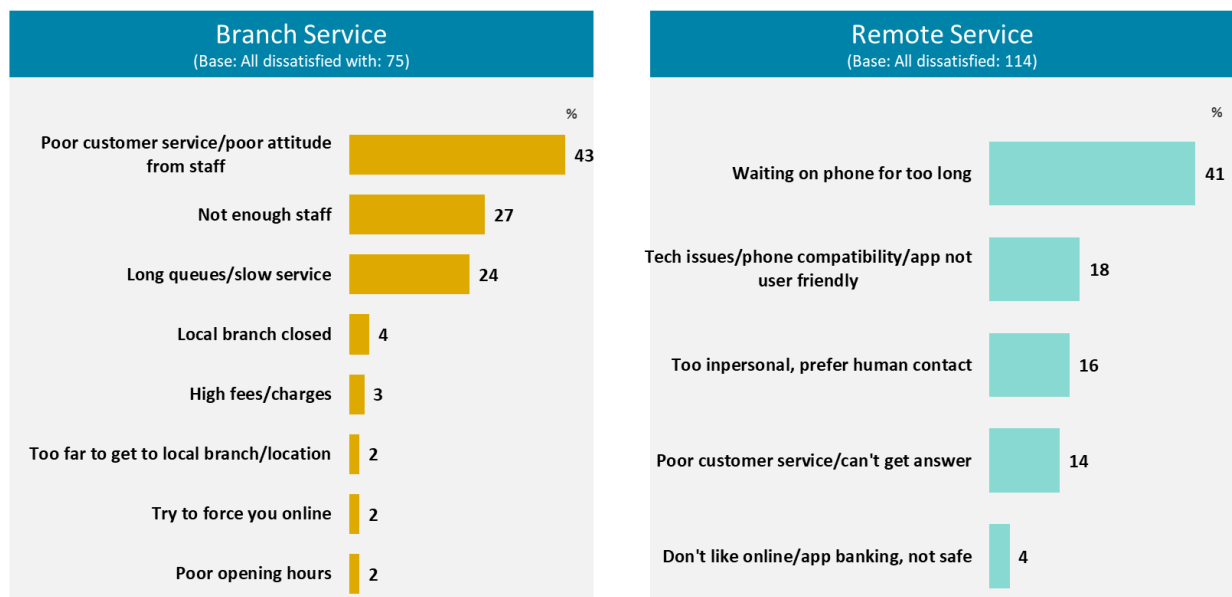 Branch Service
(Base: All dissatisfied with: 75)
%
Poor customer service/poor attitude
from staff
43
Not enough staff
27
Long queues/slow service
24
Local branch closed
4
High fees/charges
3
Too far to get to local branch/location
2
Try to force you online
2
Poor opening hours
2
Remote Service
(Base: All dissatisfied: 114)
%
Waiting on phone for too long
41
Tech issues/phone compatibility/app not
user friendly
18
Too inpersonal, prefer human contact
16
Poor customer service/can't get answer
14
Don't like online/app banking, not safe
4